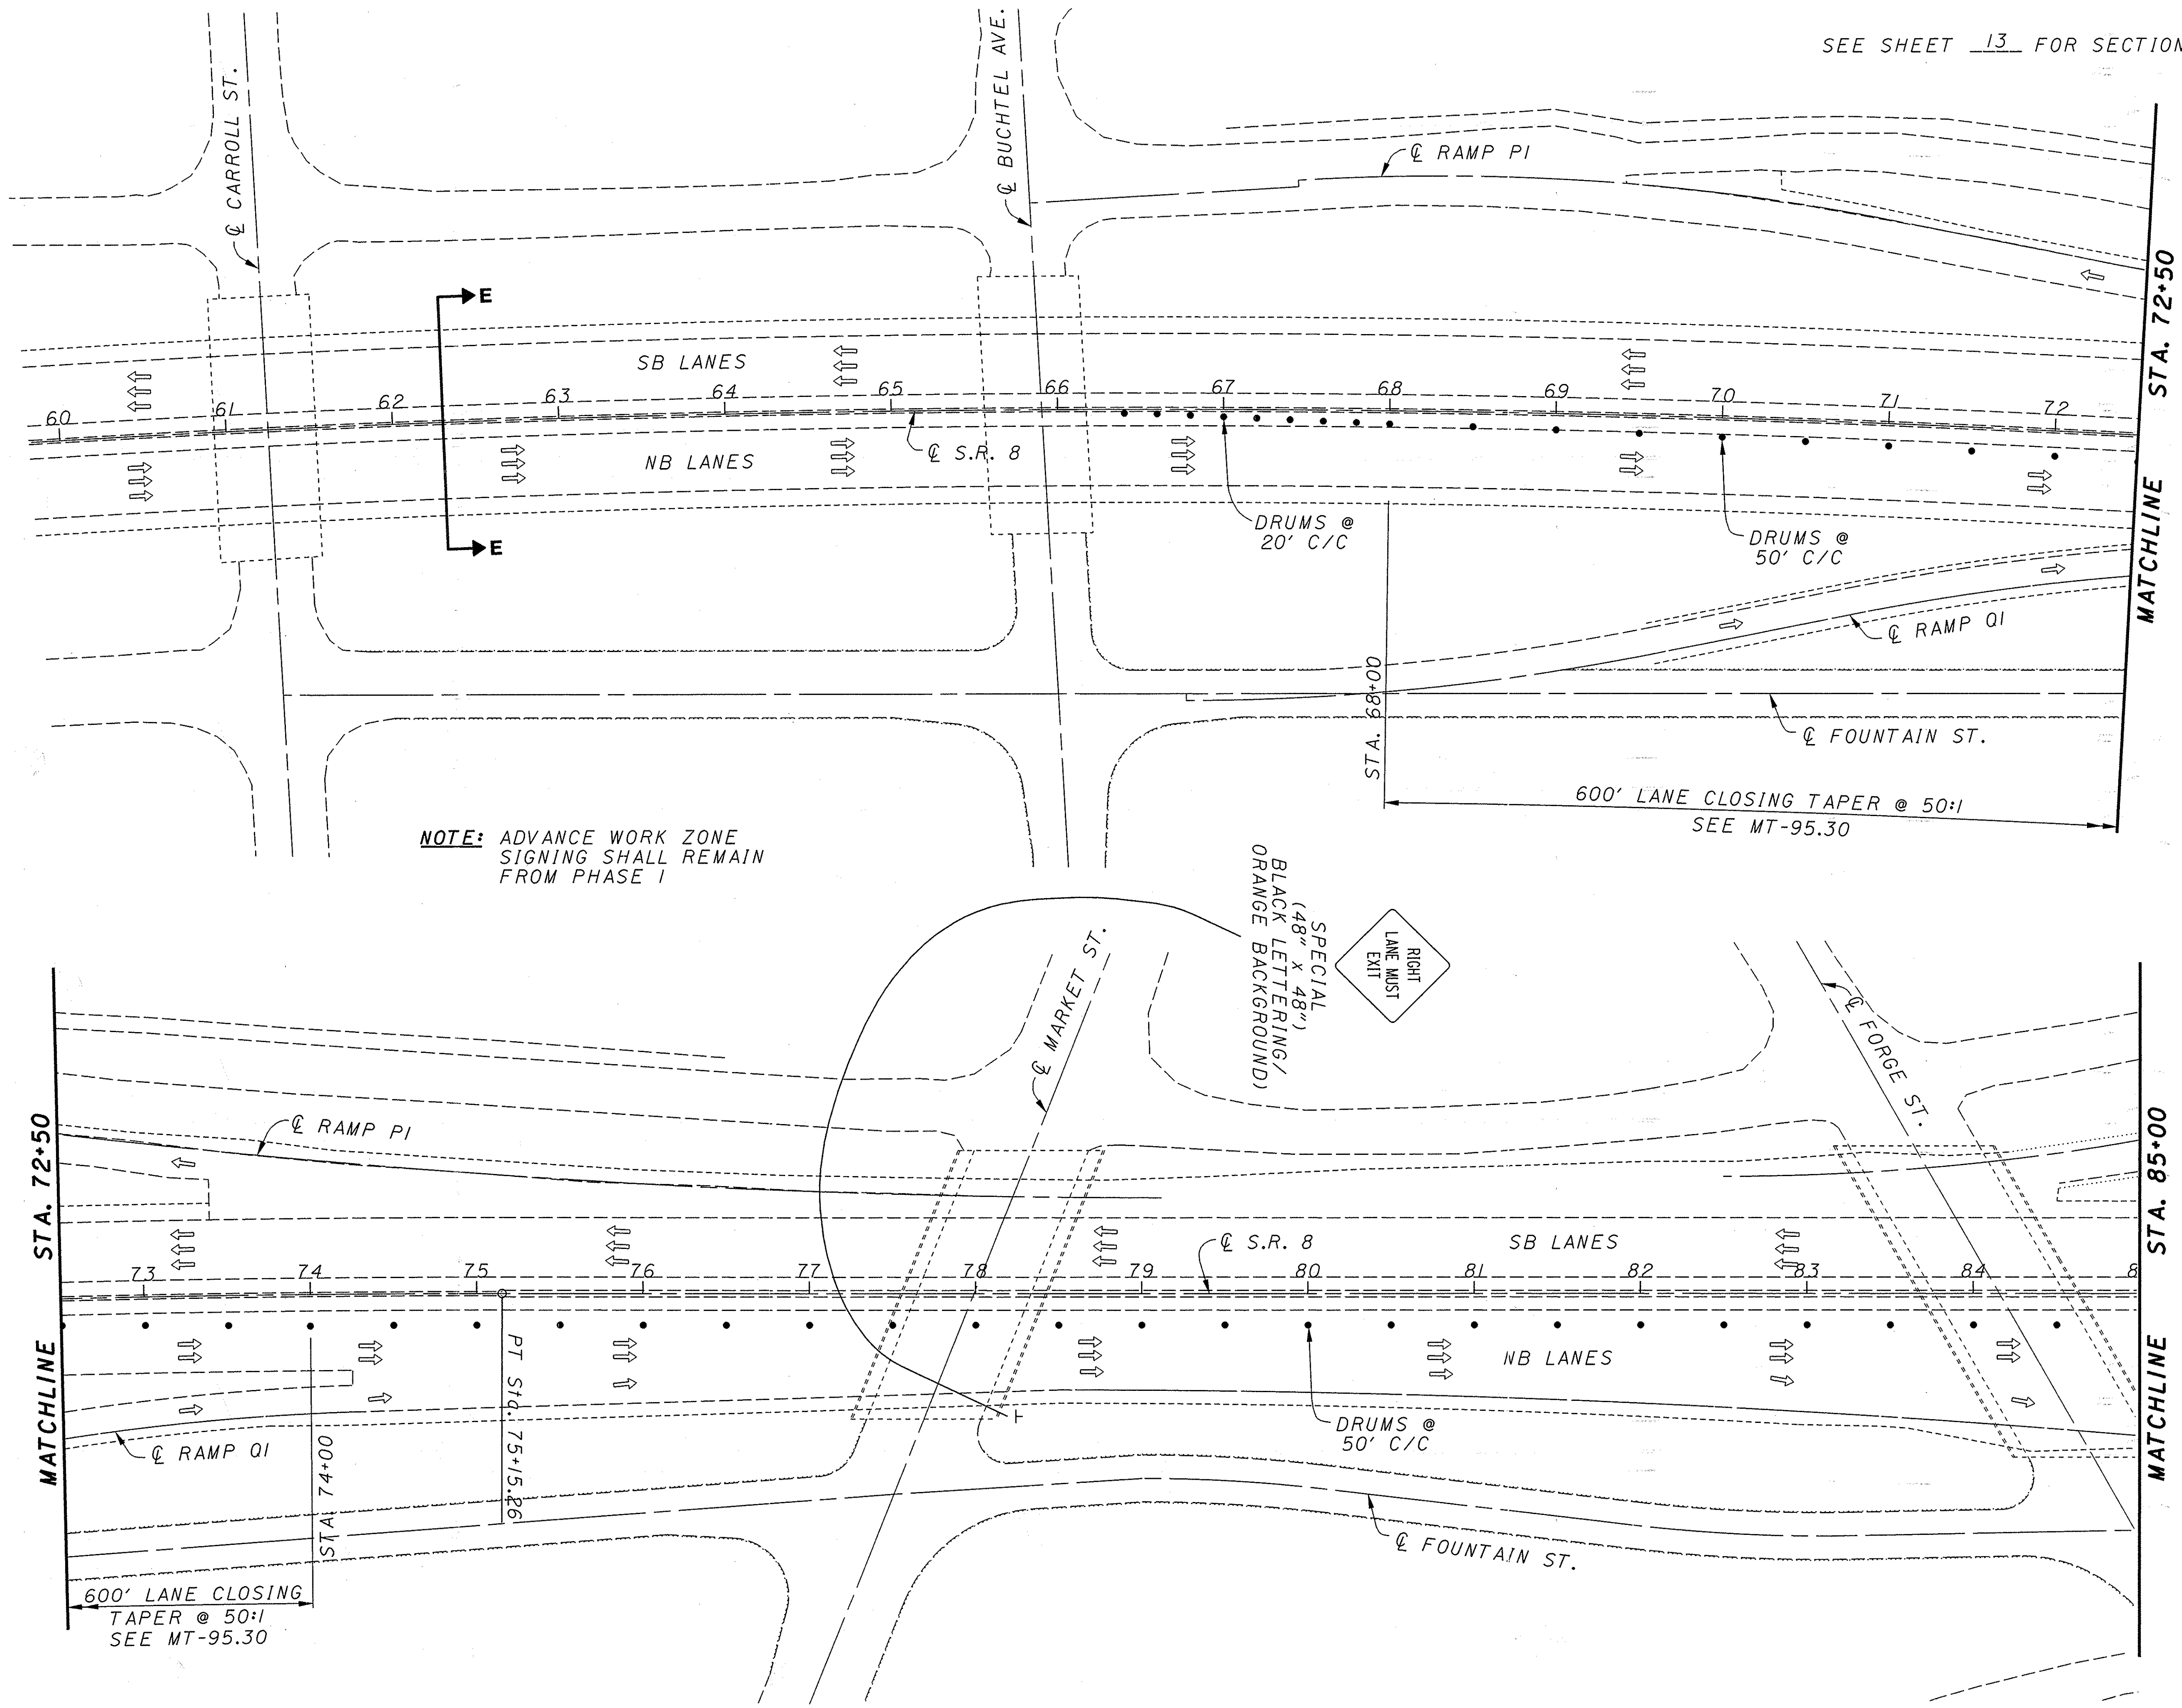 SEE SHEET 13 FOR SECTION
℄ CARROLL ST.
℄ BUCHTEL AVE.
℄ RAMP P1
E
SB LANES
60 61 62 63 64 65 66 67 68 69 70 71 72
℄ S.R. 8
NB LANES
E
DRUMS @
20' C/C
DRUMS @
50' C/C
℄ RAMP Q1
STA. 68+00
℄ FOUNTAIN ST.
600' LANE CLOSING TAPER @ 50:1
SEE MT-95.30
MATCHLINE STA. 72+50
NOTE: ADVANCE WORK ZONE
SIGNING SHALL REMAIN
FROM PHASE 1
RIGHT
LANE MUST
EXIT
SPECIAL
(48" x 48")
BLACK LETTERING/
ORANGE BACKGROUND)
MATCHLINE STA. 72+50
℄ RAMP P1
℄ MARKET ST.
℄ FORGE ST.
℄ S.R. 8
SB LANES
73 74 75 76 77 78 79 80 81 82 83 84 8
NB LANES
PT Sta. 75+15.26
DRUMS @
50' C/C
℄ RAMP Q1
STA 74+00
℄ FOUNTAIN ST.
600' LANE CLOSING
TAPER @ 50:1
SEE MT-95.30
MATCHLINE STA. 85+00